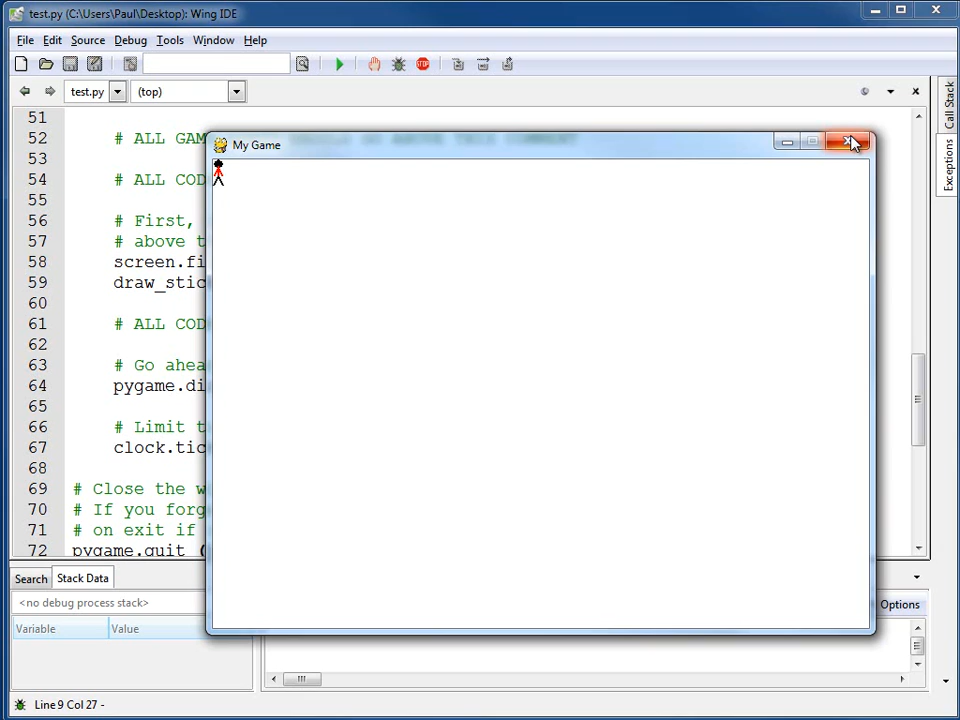 test.py (C:\Users\Paul\Desktop): Wing IDE
File Edit Source Debug Tools Window Help
STOP
test.py (top)
51
52 # ALL GAM
53
54 # ALL COD
55
56 # First,
57 # above t
58 screen.fi
59 draw_stic
60
61 # ALL COD
62
63 # Go ahea
64 pygame.di
65
66 # Limit t
67 clock.tic
68
69 # Close the w
70 # If you forg
71 # on exit if
72 pygame.quit (
My Game
Call Stack
Exceptions
Search Stack Data
<no debug process stack>
Options
Variable Value
Line 9 Col 27 -